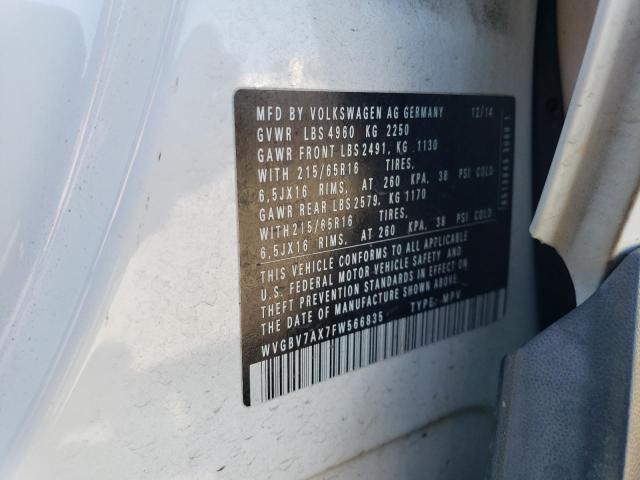 MFD BY VOLKSWAGEN AG GERMANY 12/14
GVWR LBS 4960 KG 2250
GAWR FRONT LBS 2491, KG 1130
WITH 215/65R16 TIRES,
6,5JX16 RIMS, AT 260 KPA, 38 PSI COLD
GAWR REAR LBS 2579, KG 1170
WITH215/65R16 TIRES,
6,5JX16 RIMS, AT 260 KPA, 38 PSI COLD
THIS VEHICLE CONFORMS TO ALL APPLICABLE
U.S. FEDERAL MOTOR VEHICLE SAFETY AND
THEFT PREVENTION STANDARDS IN EFFECT ON
THE DATE OF MANUFACTURE SHOWN ABOVE.
WVGBV7AX7FW566835 TYPE: MPV